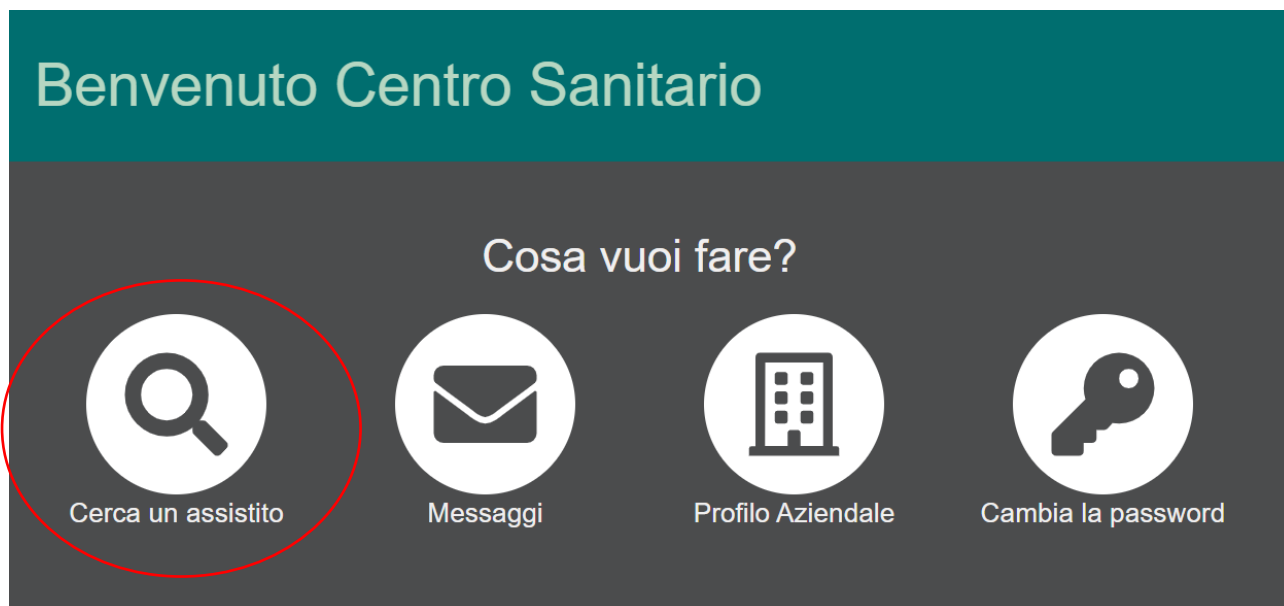 Benvenuto Centro Sanitario
Cosa vuoi fare?
Cerca un assistito
Messaggi
Profilo Aziendale
Cambia la password